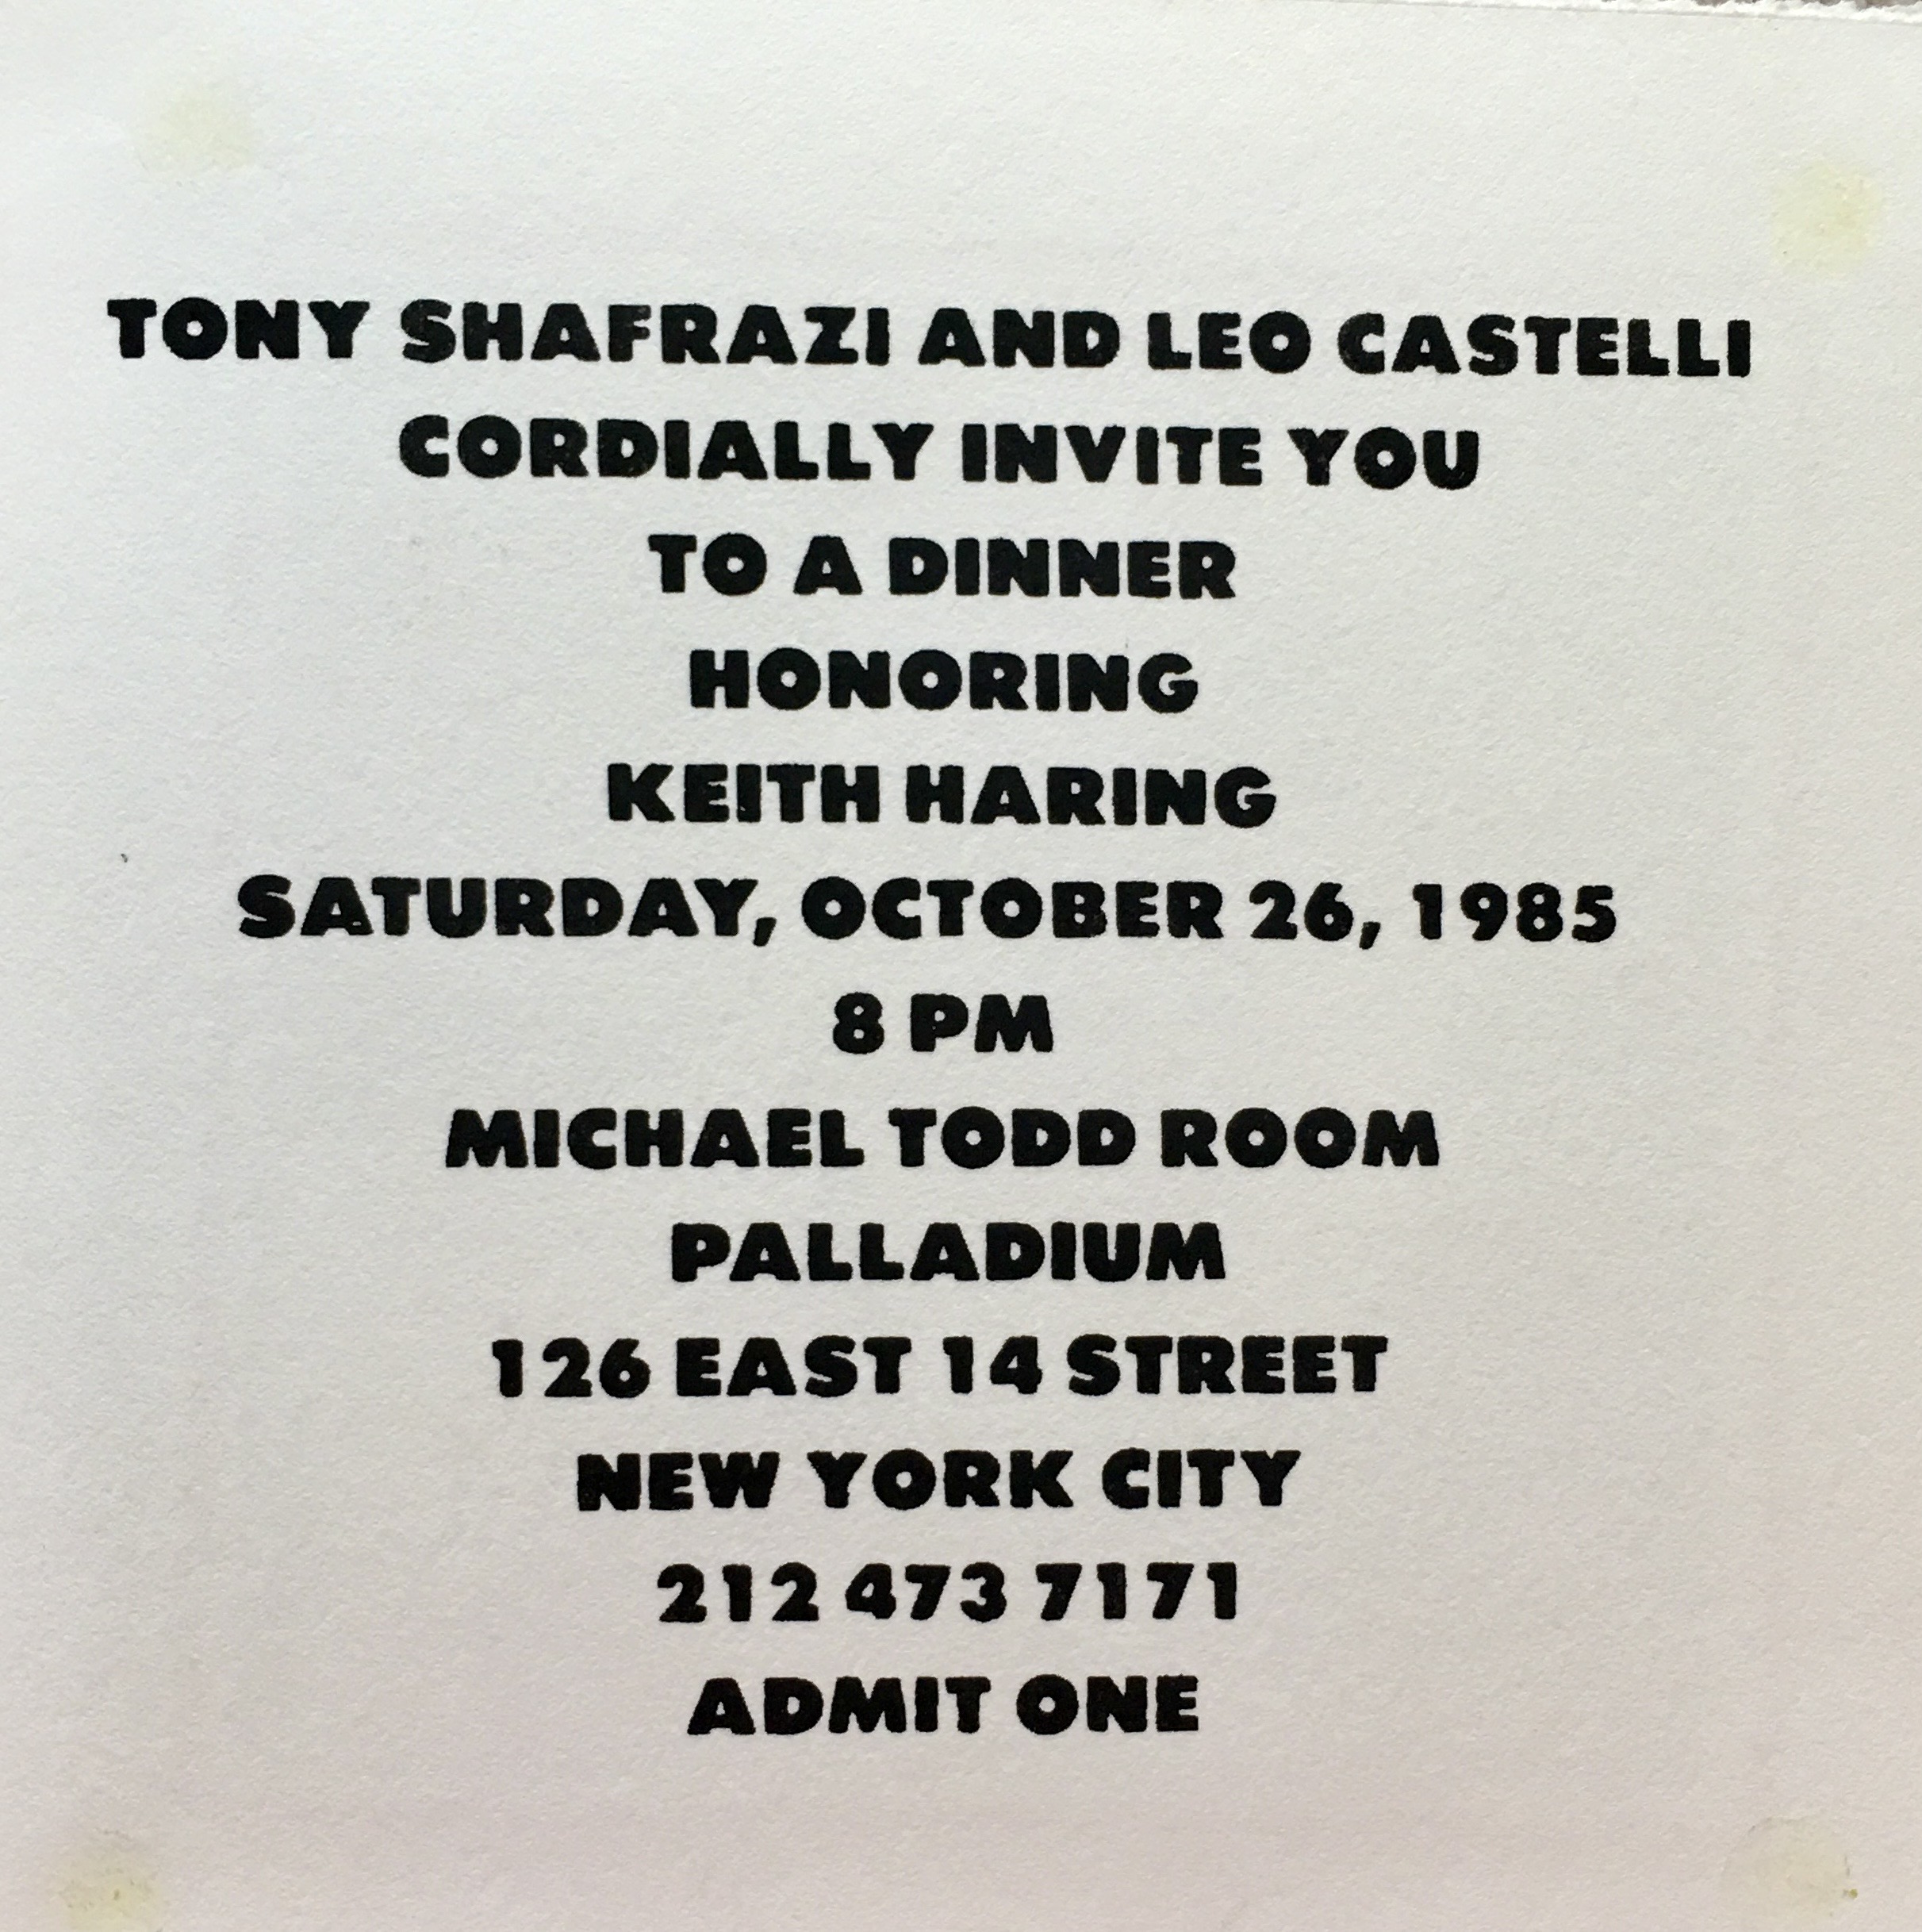 TONY SHAFRAZI AND LEO CASTELLI
CORDIALLY INVITE YOU
TO A DINNER
HONORING
KEITH HARING
SATURDAY, OCTOBER 26, 1985
8 PM
MICHAEL TODD ROOM
PALLADIUM
126 EAST 14 STREET
NEW YORK CITY
212 473 7171
ADMIT ONE